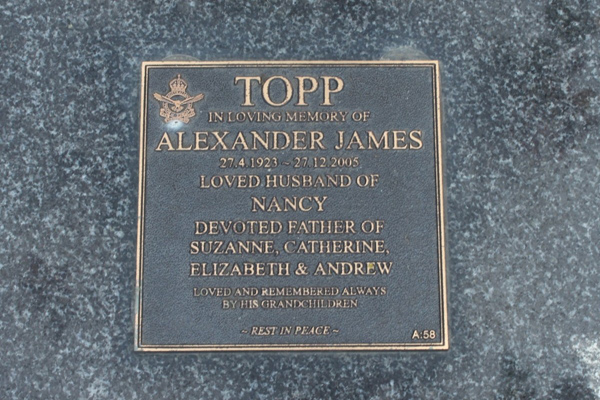 TOPP
IN LOVING MEMORY OF
ALEXANDER JAMES
27.4.1923 ~ 27.12.2005
LOVED HUSBAND OF
NANCY
DEVOTED FATHER OF
SUZANNE, CATHERINE,
ELIZABETH & ANDREW
LOVED AND REMEMBERED ALWAYS
BY HIS GRANDCHILDREN
~ REST IN PEACE ~
A:58